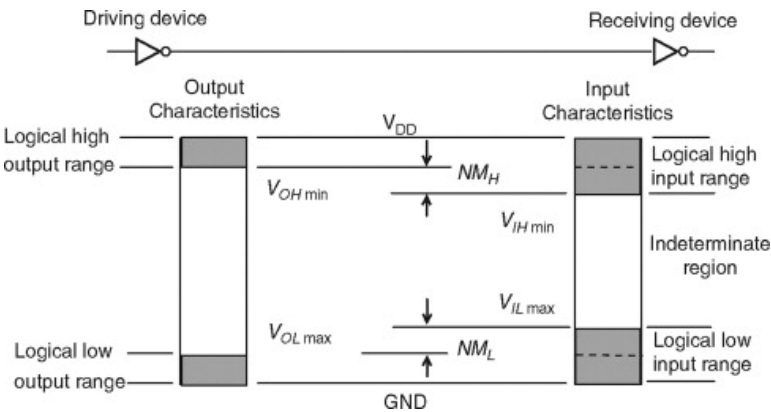 Driving device
Receiving device
Output
Characteristics
Input
Characteristics
V_DD
Logical high
output range
NM_H
Logical high
input range
V_OH min
V_IH min
Indeterminate
region
V_IL max
V_OL max
Logical low
output range
NM_L
Logical low
input range
GND